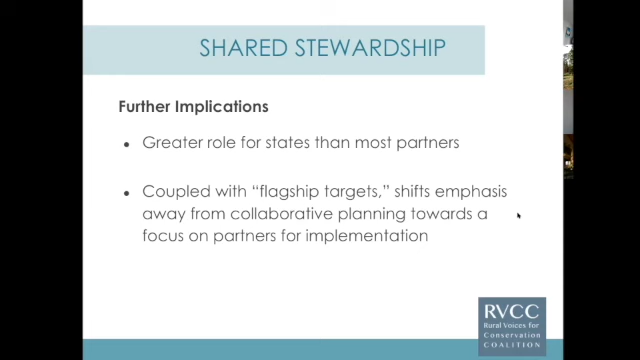 SHARED STEWARDSHIP
Further Implications
• Greater role for states than most partners
• Coupled with “flagship targets,” shifts emphasis
away from collaborative planning towards a
focus on partners for implementation
RVCC
Rural Voices for
Conservation
COALITION